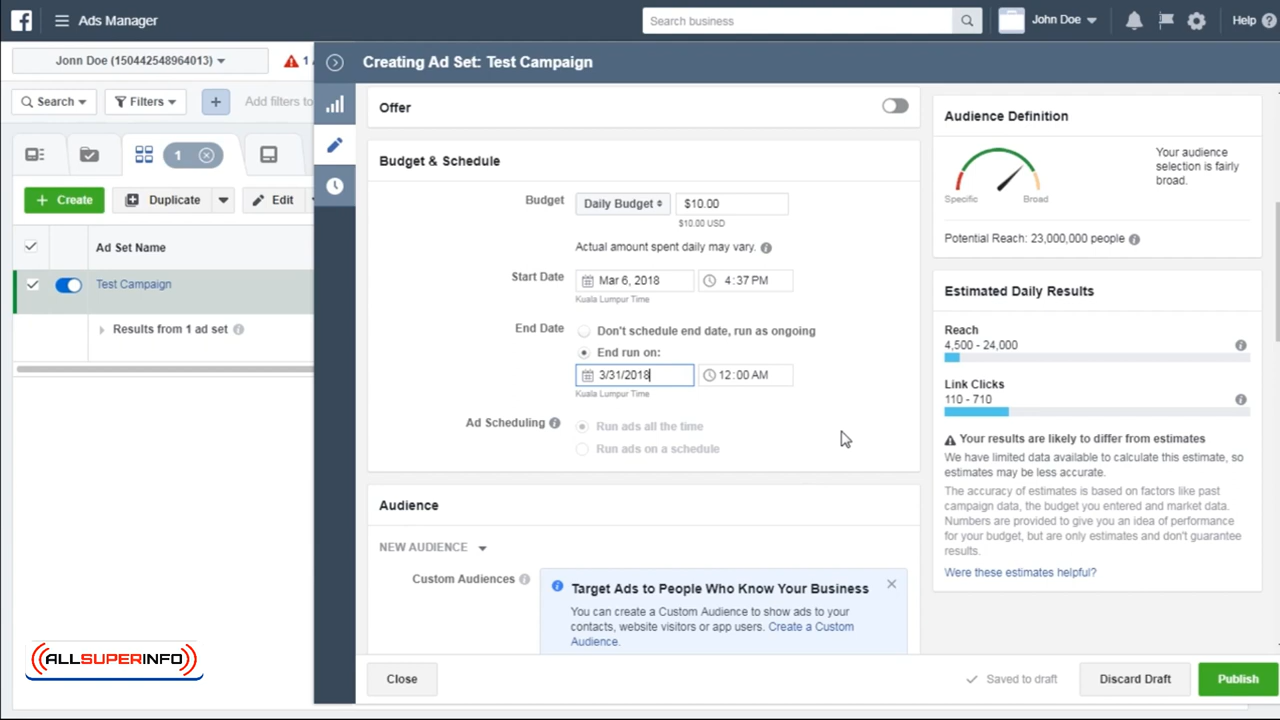 Ads Manager
Search business
John Doe
Help
Jonn Doe (150442548964013)
1
Creating Ad Set: Test Campaign
Search
Filters
Add filters to
Offer
Audience Definition
Your audience
selection is fairly
broad.
Specific
Broad
Potential Reach: 23,000,000 people
1
Create
Duplicate
Edit
Ad Set Name
Test Campaign
Results from 1 ad set
Budget & Schedule
Budget
Daily Budget
$10.00
$10.00 USD
Actual amount spent daily may vary.
Start Date
Mar 6, 2018
4:37 PM
Kuala Lumpur Time
End Date
Don't schedule end date, run as ongoing
End run on:
3/31/2018
12:00 AM
Kuala Lumpur Time
Ad Scheduling
Run ads all the time
Run ads on a schedule
Estimated Daily Results
Reach
4,500 - 24,000
Link Clicks
110 - 710
Your results are likely to differ from estimates
We have limited data available to calculate this estimate, so
estimates may be less accurate.
The accuracy of estimates is based on factors like past
campaign data, the budget you entered and market data.
Numbers are provided to give you an idea of performance
for your budget, but are only estimates and don't guarantee
results.
Were these estimates helpful?
Audience
NEW AUDIENCE
Custom Audiences
Target Ads to People Who Know Your Business
You can create a Custom Audience to show ads to your
contacts, website visitors or app users. Create a Custom
Audience.
ALLSUPERINFO
Close
Saved to draft
Discard Draft
Publish